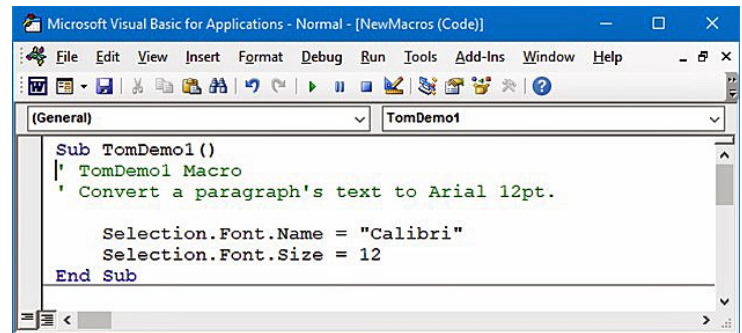 Microsoft Visual Basic for Applications - Normal - [NewMacros (Code)]
File Edit View Insert Format Debug Run Tools Add-Ins Window Help
(General) TomDemo1
Sub TomDemo1()
' TomDemo1 Macro
' Convert a paragraph's text to Arial 12pt.
Selection.Font.Name = "Calibri"
Selection.Font.Size = 12
End Sub